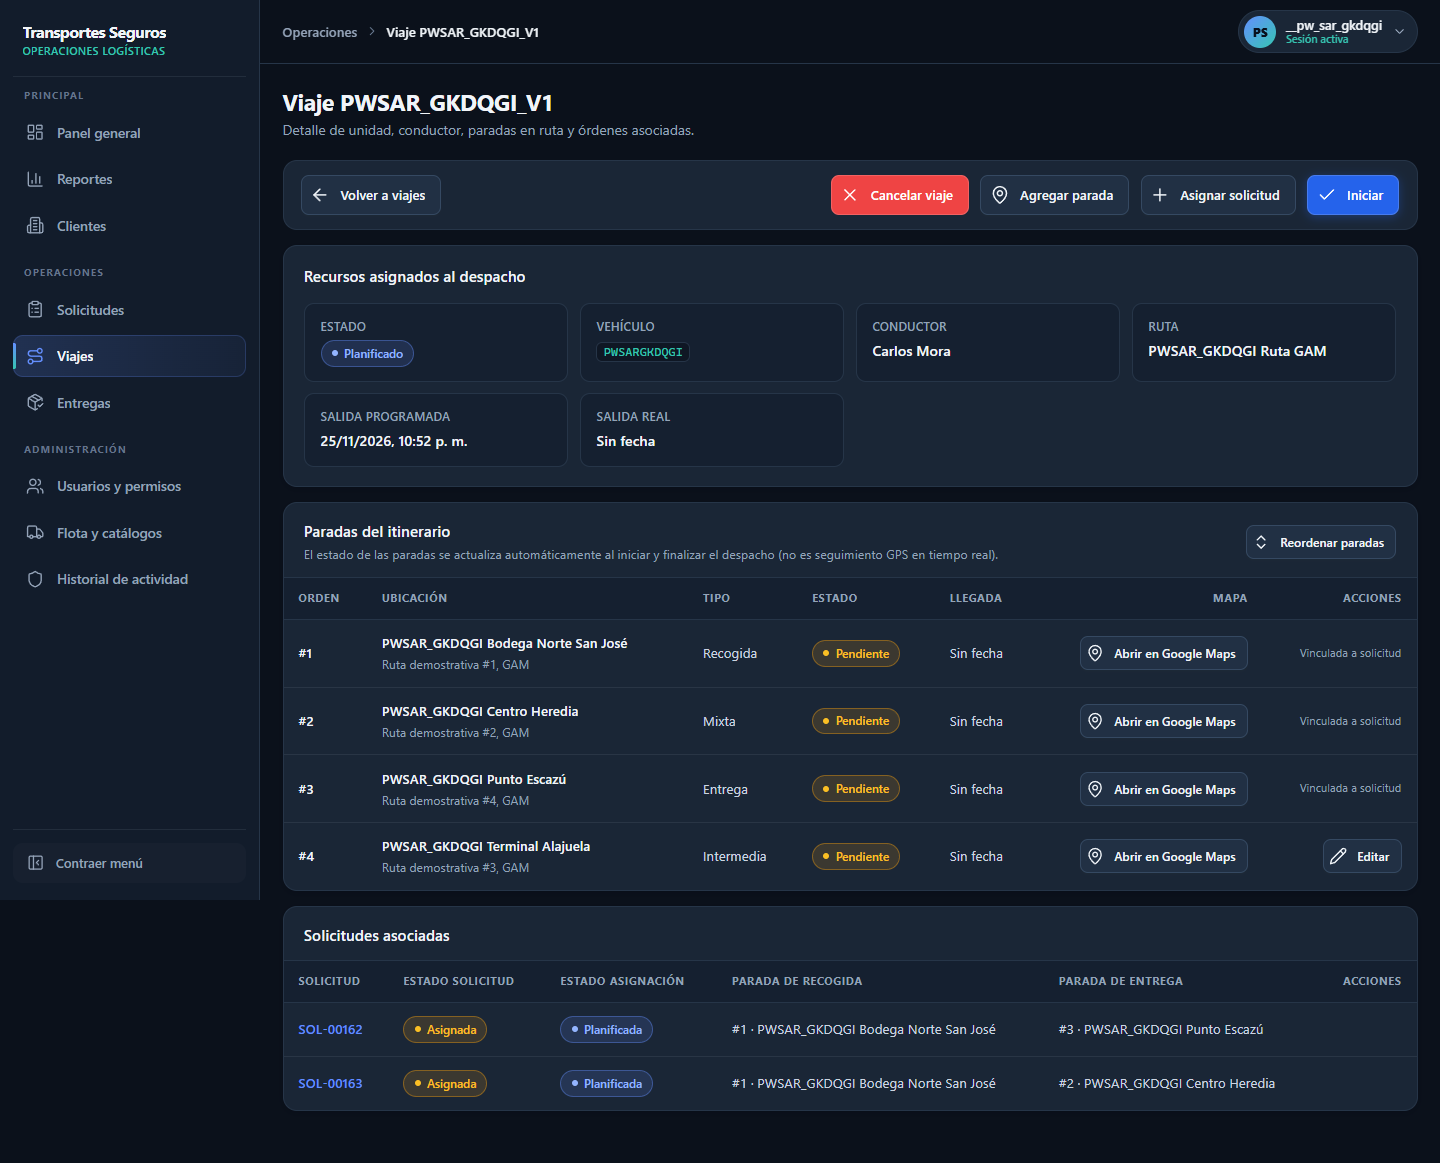 Transportes Seguros
OPERACIONES LOGÍSTICAS
PRINCIPAL
Panel general
Reportes
Clientes
OPERACIONES
Solicitudes
Viajes
Entregas
ADMINISTRACIÓN
Usuarios y permisos
Flota y catálogos
Historial de actividad
Contraer menú
Operaciones > Viaje PWSAR_GKDQGI_V1
PS
__pw_sar_gkdqgi
Sesión activa
Viaje PWSAR_GKDQGI_V1
Detalle de unidad, conductor, paradas en ruta y órdenes asociadas.
Volver a viajes Cancelar viaje Agregar parada Asignar solicitud Iniciar
Recursos asignados al despacho
ESTADO VEHÍCULO CONDUCTOR RUTA
Planificado PWSARGKDQGI Carlos Mora PWSAR_GKDQGI Ruta GAM
SALIDA PROGRAMADA SALIDA REAL
25/11/2026, 10:52 p. m. Sin fecha
Paradas del itinerario
El estado de las paradas se actualiza automáticamente al iniciar y finalizar el despacho (no es seguimiento GPS en tiempo real).
Reordenar paradas
ORDEN UBICACIÓN TIPO ESTADO LLEGADA MAPA ACCIONES
#1 PWSAR_GKDQGI Bodega Norte San José Recogida Pendiente Sin fecha Abrir en Google Maps Vinculada a solicitud
Ruta demostrativa #1, GAM
#2 PWSAR_GKDQGI Centro Heredia Mixta Pendiente Sin fecha Abrir en Google Maps Vinculada a solicitud
Ruta demostrativa #2, GAM
#3 PWSAR_GKDQGI Punto Escazú Entrega Pendiente Sin fecha Abrir en Google Maps Vinculada a solicitud
Ruta demostrativa #4, GAM
#4 PWSAR_GKDQGI Terminal Alajuela Intermedia Pendiente Sin fecha Abrir en Google Maps Editar
Ruta demostrativa #3, GAM
Solicitudes asociadas
SOLICITUD ESTADO SOLICITUD ESTADO ASIGNACIÓN PARADA DE RECOGIDA PARADA DE ENTREGA ACCIONES
SOL-00162 Asignada Planificada #1 · PWSAR_GKDQGI Bodega Norte San José #3 · PWSAR_GKDQGI Punto Escazú
SOL-00163 Asignada Planificada #1 · PWSAR_GKDQGI Bodega Norte San José #2 · PWSAR_GKDQGI Centro Heredia